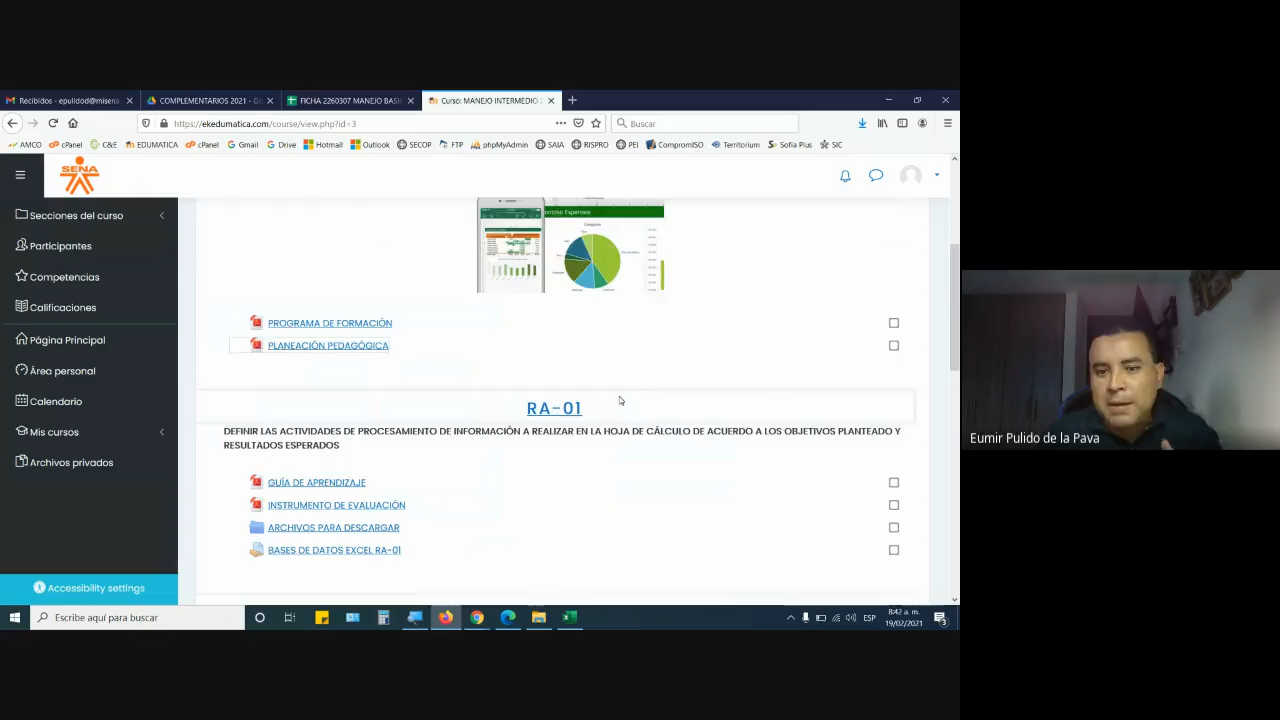 Recibidos - epulidod@misena
COMPLEMENTARIOS 2021 - Go
FICHA 2260307 MANEJO BASI
Curso: MANEJO INTERMEDIO
https://ekedumatica.com/course/view.php?id=3
Buscar
AMCO
cPanel
C&E
EDUMATICA
cPanel
Gmail
Drive
Hotmail
Outlook
SECOP
FTP
phpMyAdmin
SAIA
RISPRO
PEI
CompromISO
Territorium
Sofia Plus
SIC
SENA
Secciones del curso
Participantes
Competencias
Calificaciones
Página Principal
Área personal
Calendario
Mis cursos
Archivos privados
Accessibility settings
Expenses
PROGRAMA DE FORMACIÓN
PLANEACIÓN PEDAGÓGICA
RA-01
DEFINIR LAS ACTIVIDADES DE PROCESAMIENTO DE INFORMACIÓN A REALIZAR EN LA HOJA DE CÁLCULO DE ACUERDO A LOS OBJETIVOS PLANTEADO Y
RESULTADOS ESPERADOS
GUÍA DE APRENDIZAJE
INSTRUMENTO DE EVALUACIÓN
ARCHIVOS PARA DESCARGAR
BASES DE DATOS EXCEL RA-01
Eumir Pulido de la Pava
Escribe aquí para buscar
ESP
8:42 a. m.
19/02/2021
3